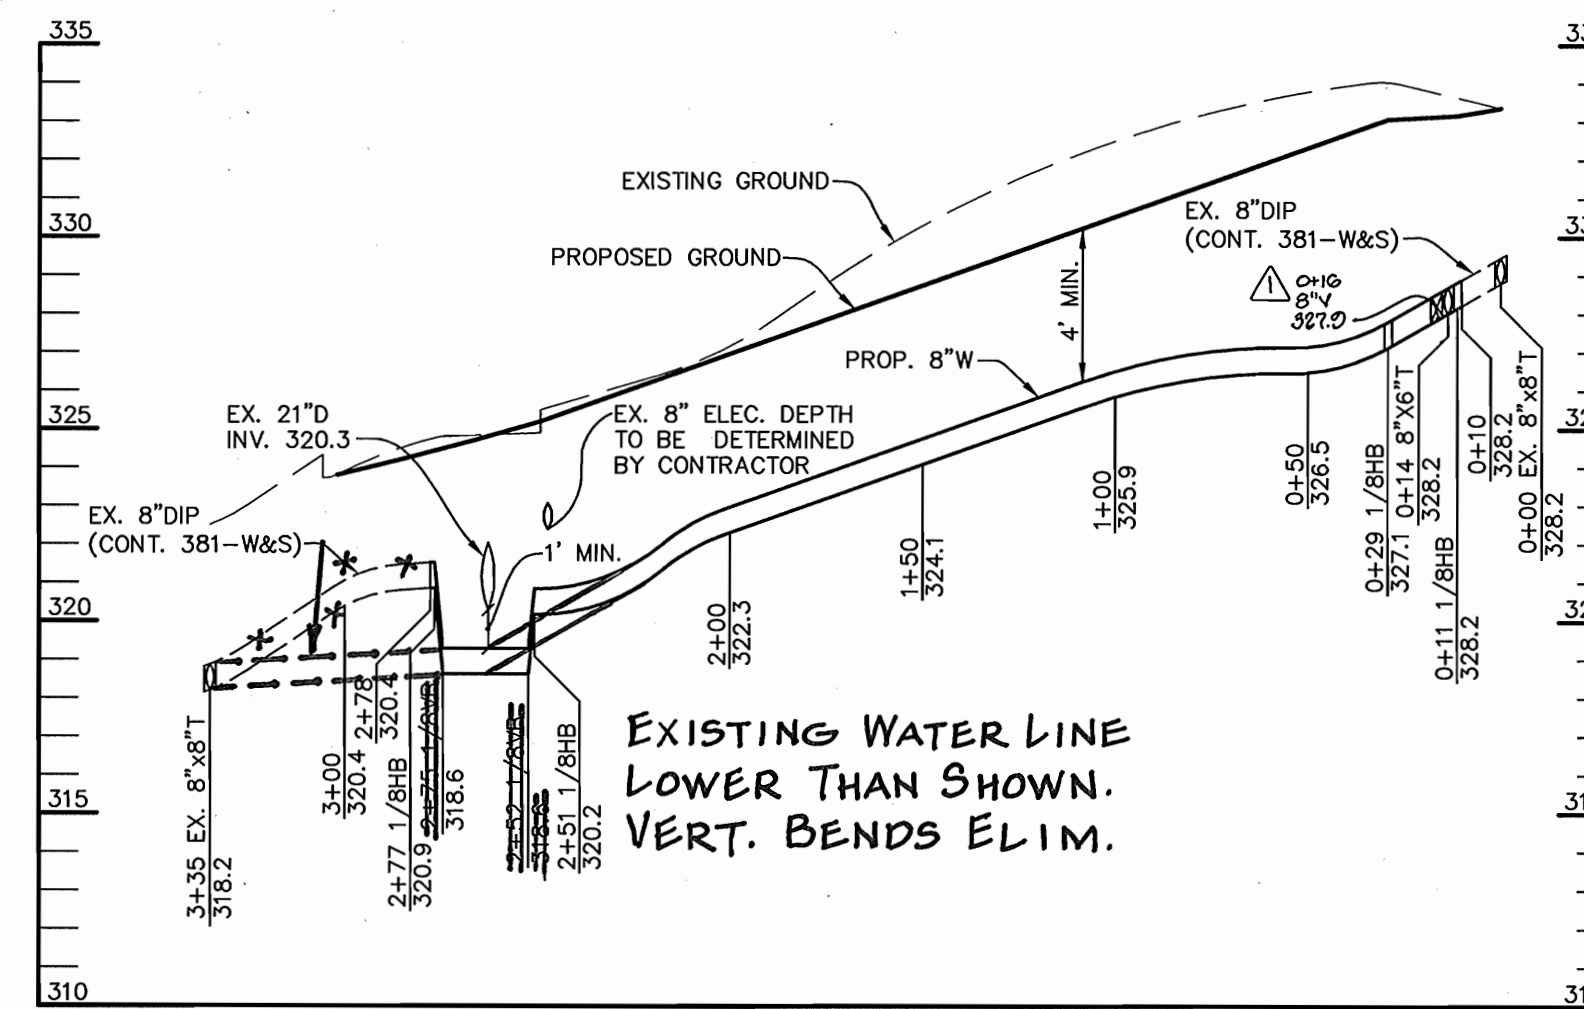 335
330
325
320
315
310
EXISTING GROUND
PROPOSED GROUND
EX. 8"DIP
(CONT. 381-W&S)
1
0+16
8"V
327.9
4' MIN.
PROP. 8"W
EX. 21"D
INV. 320.3
EX. 8" ELEC. DEPTH
TO BE DETERMINED
BY CONTRACTOR
EX. 8"DIP
(CONT. 381-W&S)
1' MIN.
3+35 EX. 8"x8"T
318.2
3+00
320.4
2+78
320.4
2+77 1/8HB
320.9
2+75 1/8VB
318.6
2+52 1/8VB
318.6
2+51 1/8HB
320.2
2+00
322.3
1+50
324.1
1+00
325.9
0+50
326.5
0+29 1/8HB
327.1
0+14 8"X6"T
328.2
0+11 1/8HB
328.2
0+10
328.2
0+00 EX. 8"x8"T
328.2
EXISTING WATER LINE
LOWER THAN SHOWN.
VERT. BENDS ELIM.